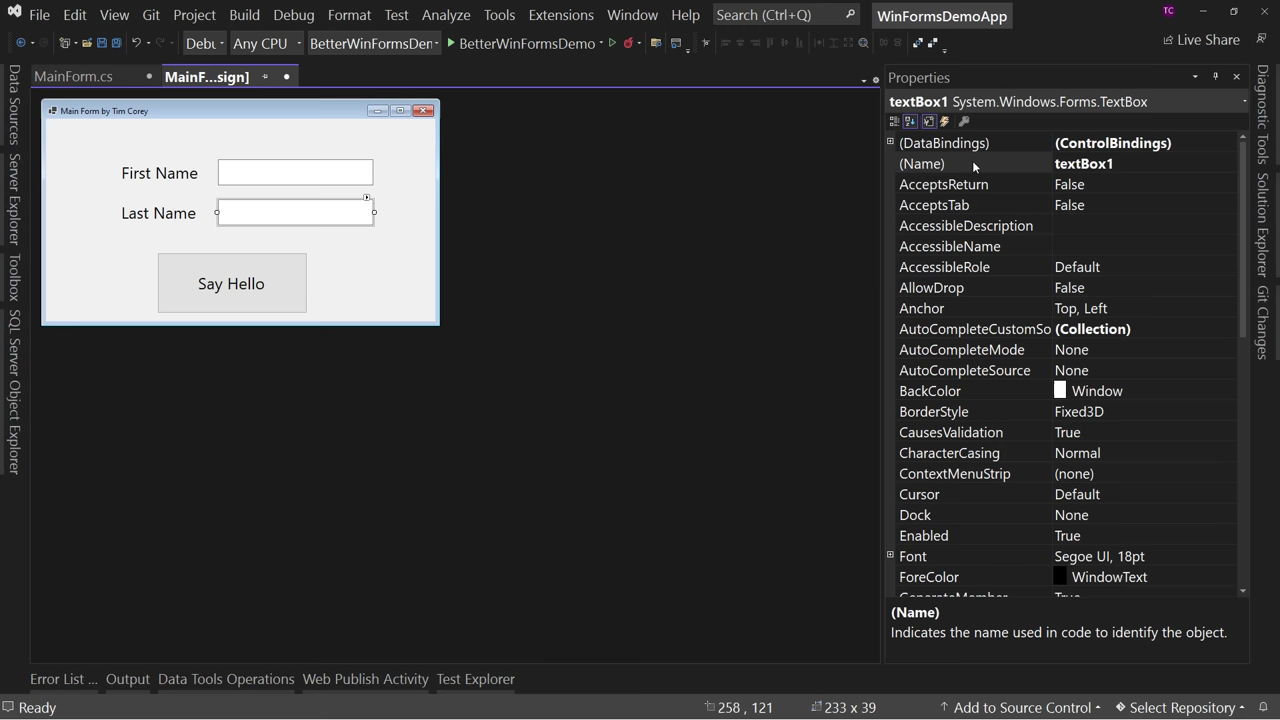 File Edit View Git Project Build Debug Format Test Analyze Tools Extensions Window Help Search (Ctrl+Q) WinFormsDemoApp TC
Debu Any CPU BetterWinFormsDer BetterWinFormsDemo Live Share
MainForm.cs MainF...sign]
Data Sources
Server Explorer
Toolbox
SQL Server Object Explorer
Main Form by Tim Corey
First Name
Last Name
Say Hello
Properties
textBox1 System.Windows.Forms.TextBox
(DataBindings) (ControlBindings)
(Name) textBox1
AcceptsReturn False
AcceptsTab False
AccessibleDescription
AccessibleName
AccessibleRole Default
AllowDrop False
Anchor Top, Left
AutoCompleteCustomSo (Collection)
AutoCompleteMode None
AutoCompleteSource None
BackColor Window
BorderStyle Fixed3D
CausesValidation True
CharacterCasing Normal
ContextMenuStrip (none)
Cursor Default
Dock None
Enabled True
Font Segoe UI, 18pt
ForeColor WindowText
GenerateMember True
(Name)
Indicates the name used in code to identify the object.
Diagnostic Tools
Solution Explorer
Git Changes
Error List ... Output Data Tools Operations Web Publish Activity Test Explorer
Ready 258 , 121 233 x 39 Add to Source Control Select Repository